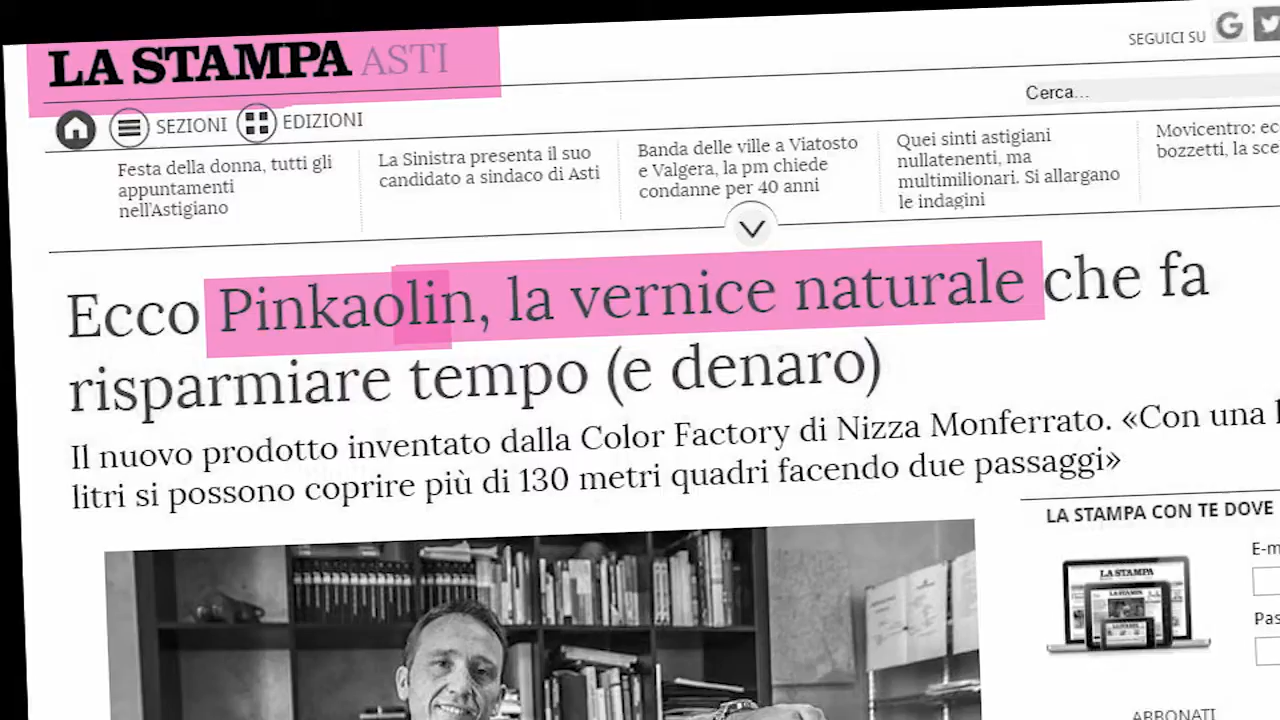 LA STAMPA ASTI
SEGUICI SU
Cerca...
SEZIONI
EDIZIONI
Festa della donna, tutti gli
appuntamenti
nell'Astigiano
La Sinistra presenta il suo
candidato a sindaco di Asti
Banda delle ville a Viatosto
e Valgera, la pm chiede
condanne per 40 anni
Quei sinti astigiani
nullatenenti, ma
multimilionari. Si allargano
le indagini
Movicentro:
bozzetti, la
Ecco Pinkaolin, la vernice naturale che fa
risparmiare tempo (e denaro)
Il nuovo prodotto inventato dalla Color Factory di Nizza Monferrato. «Con una
litri si possono coprire più di 130 metri quadri facendo due passaggi»
LA STAMPA CON TE DOVE
LA STAMPA
ABBONATI